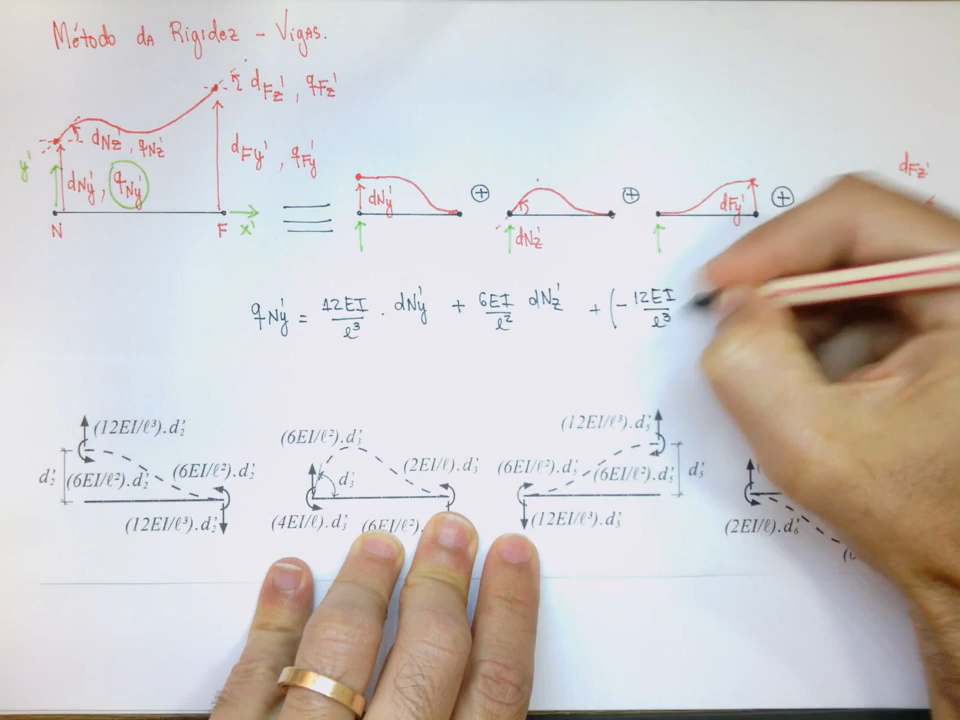 Método da Rigidez - Vigas.
dFz', qFz'
dNz', qNz'
dFy', qFy'
y'
dNy', qNy'
N
F
x'
dNy'
+
dNz'
+
dFy'
+
dFz'
qNy' = 12EI/ℓ³ . dNy' + 6EI/ℓ² dNz' + (- 12EI/ℓ³
(12EI/ℓ³).d₂'
d₂'
(6EI/ℓ²).d₂'
(6EI/ℓ²).d₂'
(12EI/ℓ³).d₂'
(6EI/ℓ²).d₃'
d₃'
(2EI/ℓ).d₃'
(4EI/ℓ).d₃'
(6EI/ℓ²).
(12EI/ℓ³).d₅'
(6EI/ℓ²).d₅'
(6EI/ℓ²).d₅'
d₅'
(12EI/ℓ³).d₅'
(2EI/ℓ).d₆'